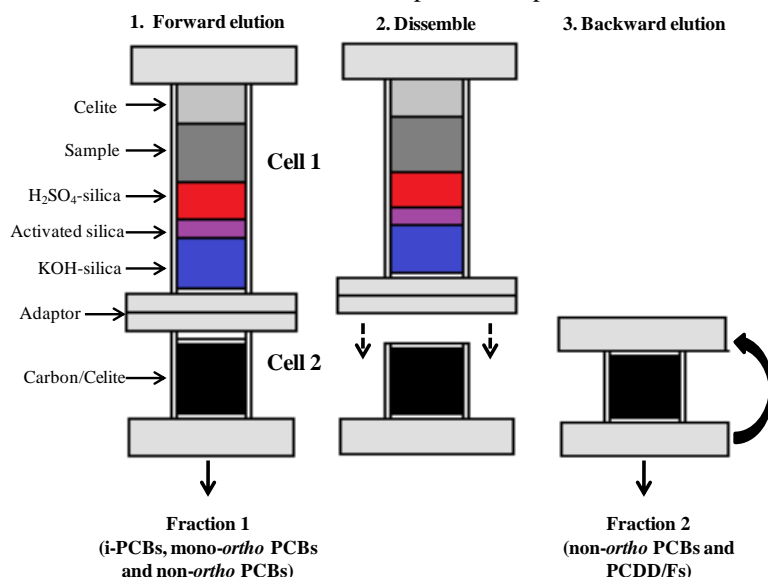 1. Forward elution
2. Dissemble
3. Backward elution
Celite
Sample
Cell 1
H₂SO₄-silica
Activated silica
KOH-silica
Adaptor
Cell 2
Carbon/Celite
Fraction 1
(i-PCBs, mono-ortho PCBs
and non-ortho PCBs)
Fraction 2
(non-ortho PCBs and
PCDD/Fs)